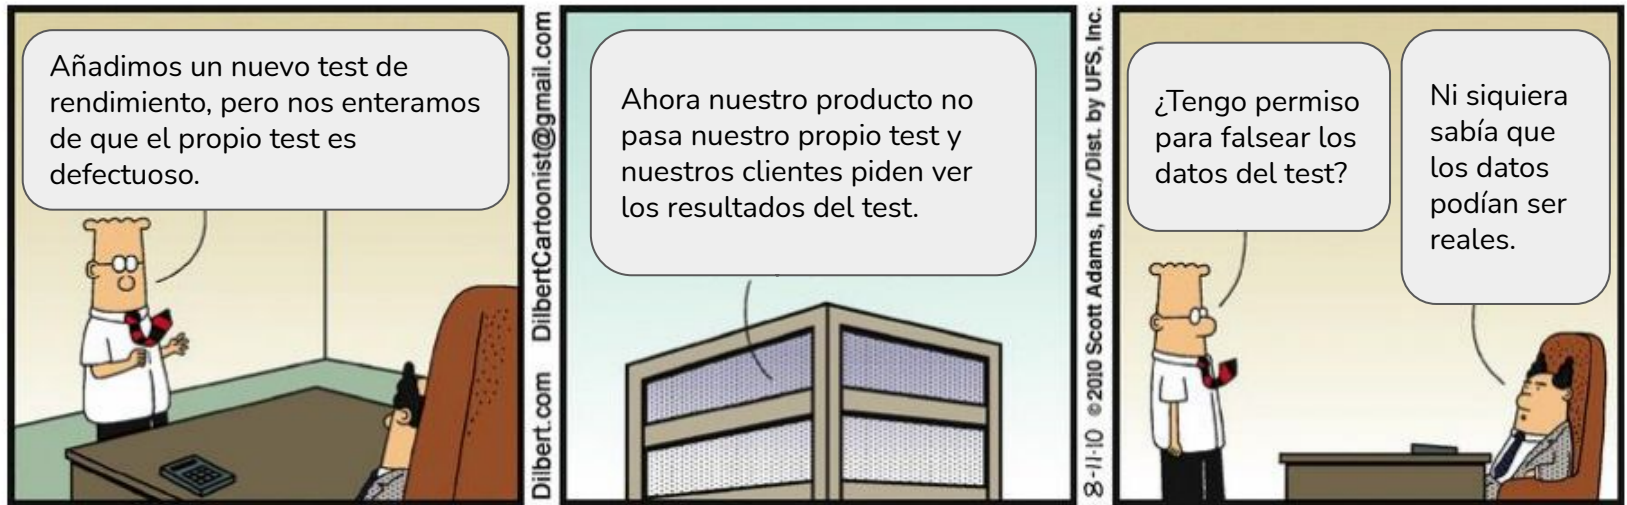 Añadimos un nuevo test de
rendimiento, pero nos enteramos
de que el propio test es
defectuoso.
Dilbert.com DilbertCartoonist@gmail.com
Ahora nuestro producto no
pasa nuestro propio test y
nuestros clientes piden ver
los resultados del test.
8-11-10 ©2010 Scott Adams, Inc./Dist. by UFS, Inc.
¿Tengo permiso
para falsear los
datos del test?
Ni siquiera
sabía que
los datos
podían ser
reales.